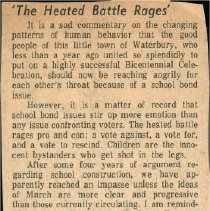 'The Heated Battle Rages'
It is a sad commentary on the changing
patterns of human behavior that the good
people of this little town of Waterbury, who
less than a year ago united so splendidly to
put on a highly successful Bicentennial Cele-
bration, should now be reaching angrily for
each other's throat because of a school bond
issue.
However, it is a matter of record that
school bond issues stir up more emotion than
any issue confronting voters. The heated battle
rages pro and con: a vote against, a vote for,
and a vote to rescind. Children are the inno-
cent bystanders who get shot in the legs.
After some four years of argument re-
garding school construction, we have ap-
parently reached an impasse unless the ideas
of March are more clear and progressive
than those currently circulating. I am remind-